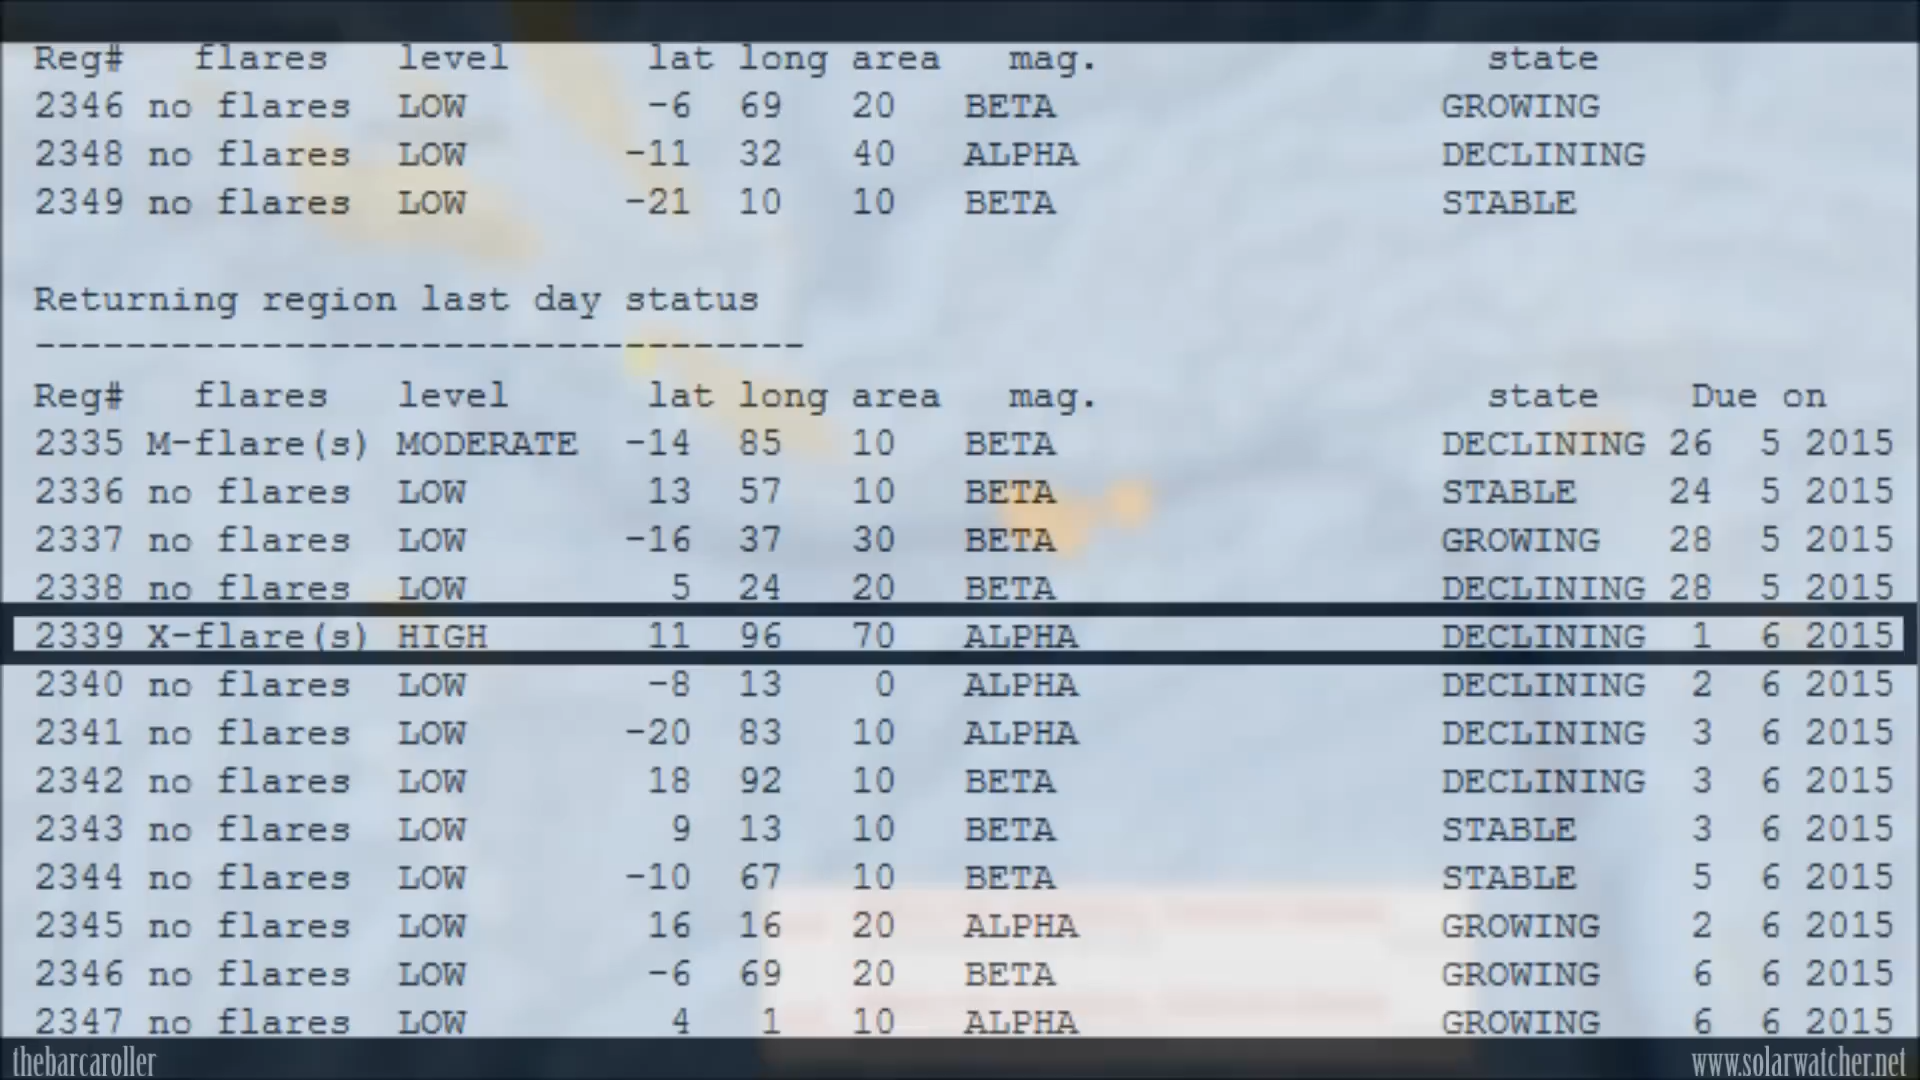 Reg# flares level lat long area mag. state
2346 no flares LOW -6 69 20 BETA GROWING
2348 no flares LOW -11 32 40 ALPHA DECLINING
2349 no flares LOW -21 10 10 BETA STABLE
Returning region last day status
----------------------------------
Reg# flares level lat long area mag. state Due on
2335 M-flare(s) MODERATE -14 85 10 BETA DECLINING 26 5 2015
2336 no flares LOW 13 57 10 BETA STABLE 24 5 2015
2337 no flares LOW -16 37 30 BETA GROWING 28 5 2015
2338 no flares LOW 5 24 20 BETA DECLINING 28 5 2015
2339 X-flare(s) HIGH 11 96 70 ALPHA DECLINING 1 6 2015
2340 no flares LOW -8 13 0 ALPHA DECLINING 2 6 2015
2341 no flares LOW -20 83 10 ALPHA DECLINING 3 6 2015
2342 no flares LOW 18 92 10 BETA DECLINING 3 6 2015
2343 no flares LOW 9 13 10 BETA STABLE 3 6 2015
2344 no flares LOW -10 67 10 BETA STABLE 5 6 2015
2345 no flares LOW 16 16 20 ALPHA GROWING 2 6 2015
2346 no flares LOW -6 69 20 BETA GROWING 6 6 2015
2347 no flares LOW 4 1 10 ALPHA GROWING 6 6 2015
thebarcaroller www.solarwatcher.net